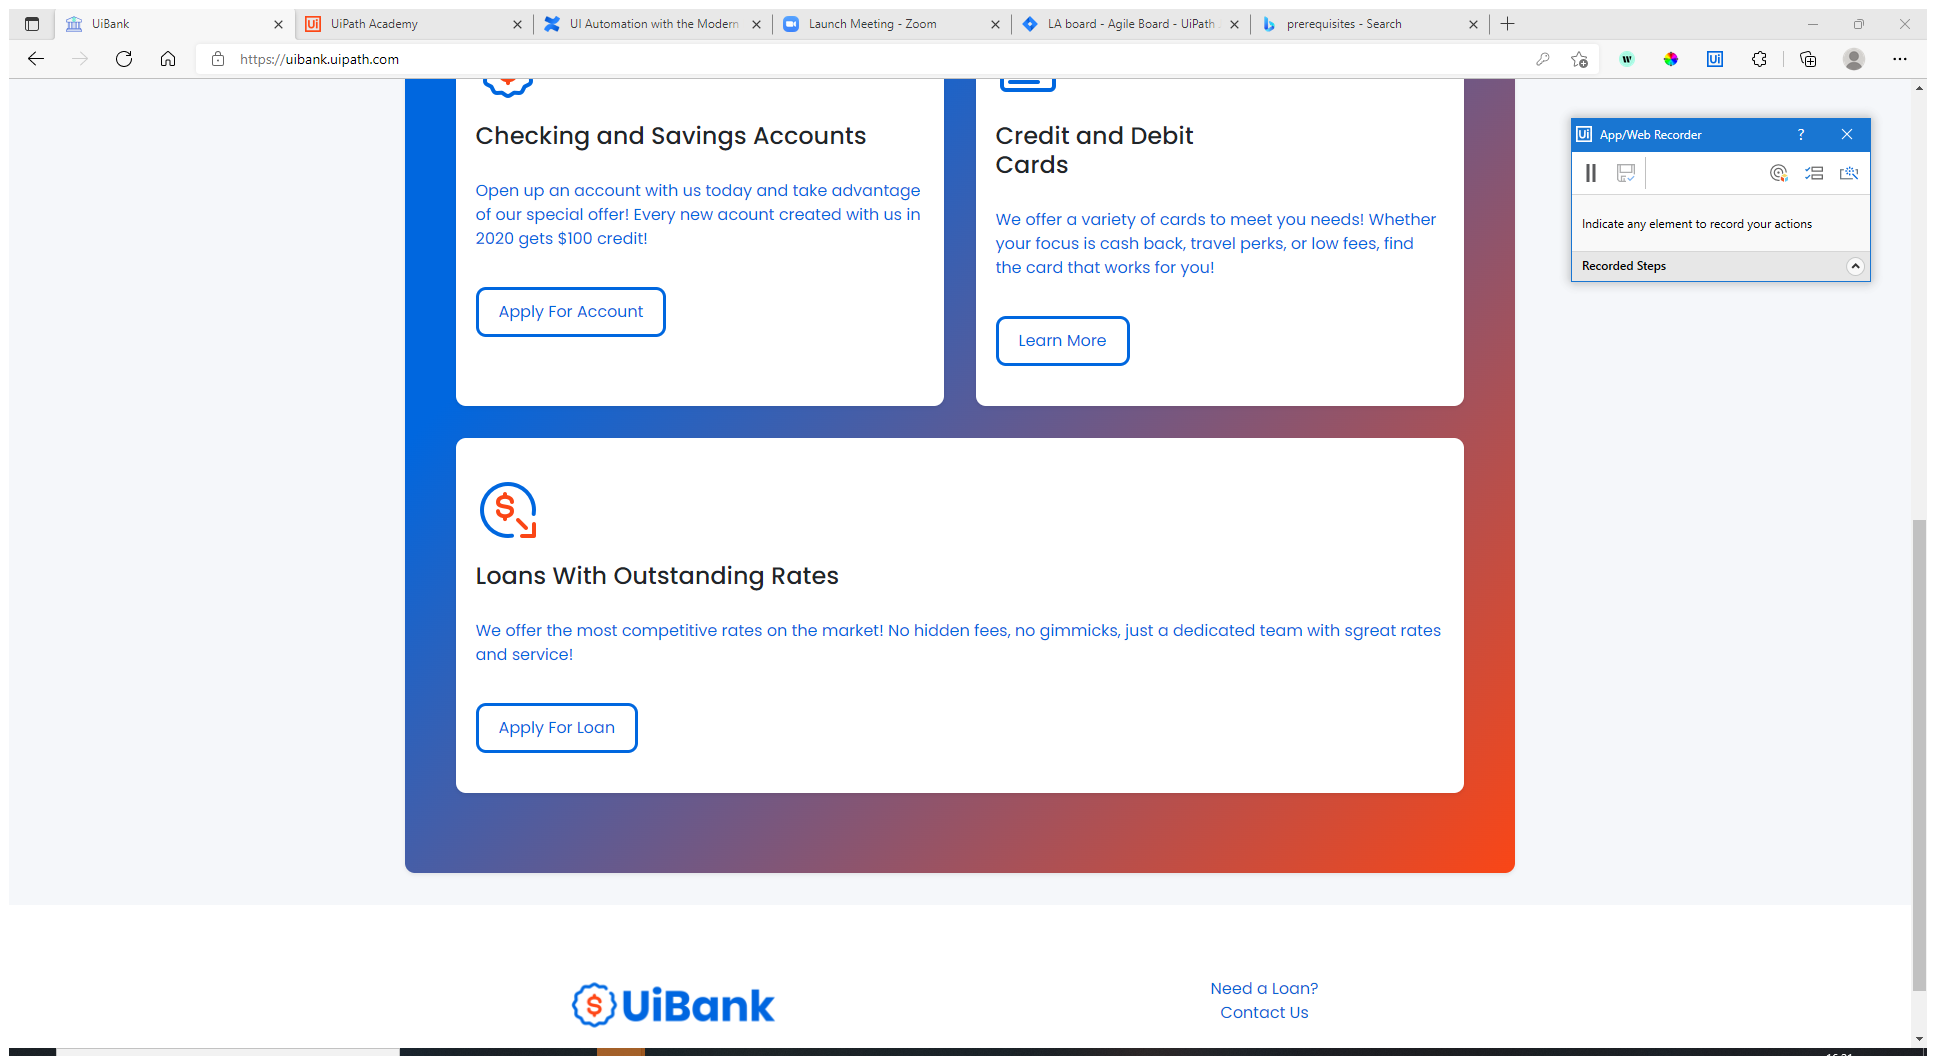 UiBank
UiPath Academy
UI Automation with the Modern
Launch Meeting - Zoom
LA board - Agile Board - UiPath
prerequisites - Search
https://uibank.uipath.com
W
Ui
Checking and Savings Accounts
Open up an account with us today and take advantage
of our special offer! Every new acount created with us in
2020 gets $100 credit!
Apply For Account
Credit and Debit
Cards
We offer a variety of cards to meet you needs! Whether
your focus is cash back, travel perks, or low fees, find
the card that works for you!
Learn More
Ui App/Web Recorder ?
Indicate any element to record your actions
Recorded Steps
$
Loans With Outstanding Rates
We offer the most competitive rates on the market! No hidden fees, no gimmicks, just a dedicated team with sgreat rates
and service!
Apply For Loan
$ UiBank
Need a Loan?
Contact Us